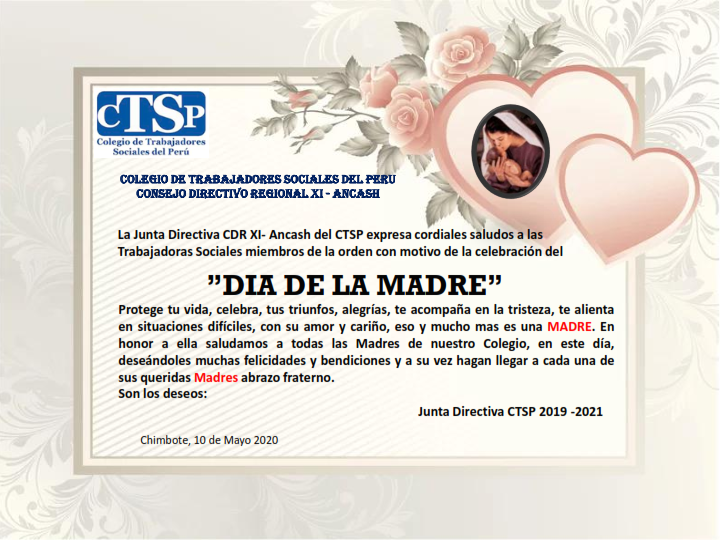 CTSP
Colegio de Trabajadores
Sociales del Perú
COLEGIO DE TRABAJADORES SOCIALES DEL PERU
CONSEJO DIRECTIVO REGIONAL XI - ANCASH
La Junta Directiva CDR XI- Ancash del CTSP expresa cordiales saludos a las
Trabajadoras Sociales miembros de la orden con motivo de la celebración del
”DIA DE LA MADRE”
Protege tu vida, celebra, tus triunfos, alegrías, te acompaña en la tristeza, te alienta
en situaciones difíciles, con su amor y cariño, eso y mucho mas es una MADRE. En
honor a ella saludamos a todas las Madres de nuestro Colegio, en este día,
deseándoles muchas felicidades y bendiciones y a su vez hagan llegar a cada una de
sus queridas Madres abrazo fraterno.
Son los deseos:
Junta Directiva CTSP 2019 -2021
Chimbote, 10 de Mayo 2020